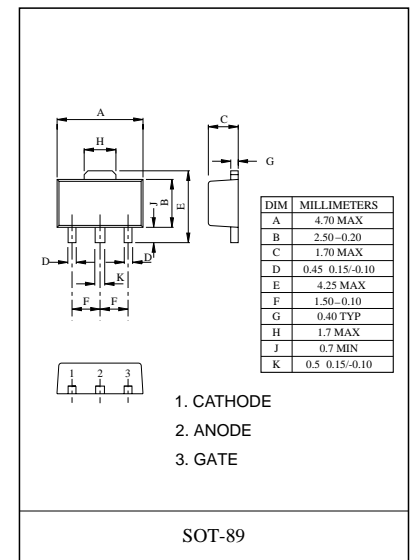 A
H
C
G
J
B
E
D
D
K
F
F
DIM MILLIMETERS
A 4.70 MAX
B 2.50−0.20
C 1.70 MAX
D 0.45 0.15/-0.10
E 4.25 MAX
F 1.50−0.10
G 0.40 TYP
H 1.7 MAX
J 0.7 MIN
K 0.5 0.15/-0.10
1 2 3
1. CATHODE
2. ANODE
3. GATE
SOT-89